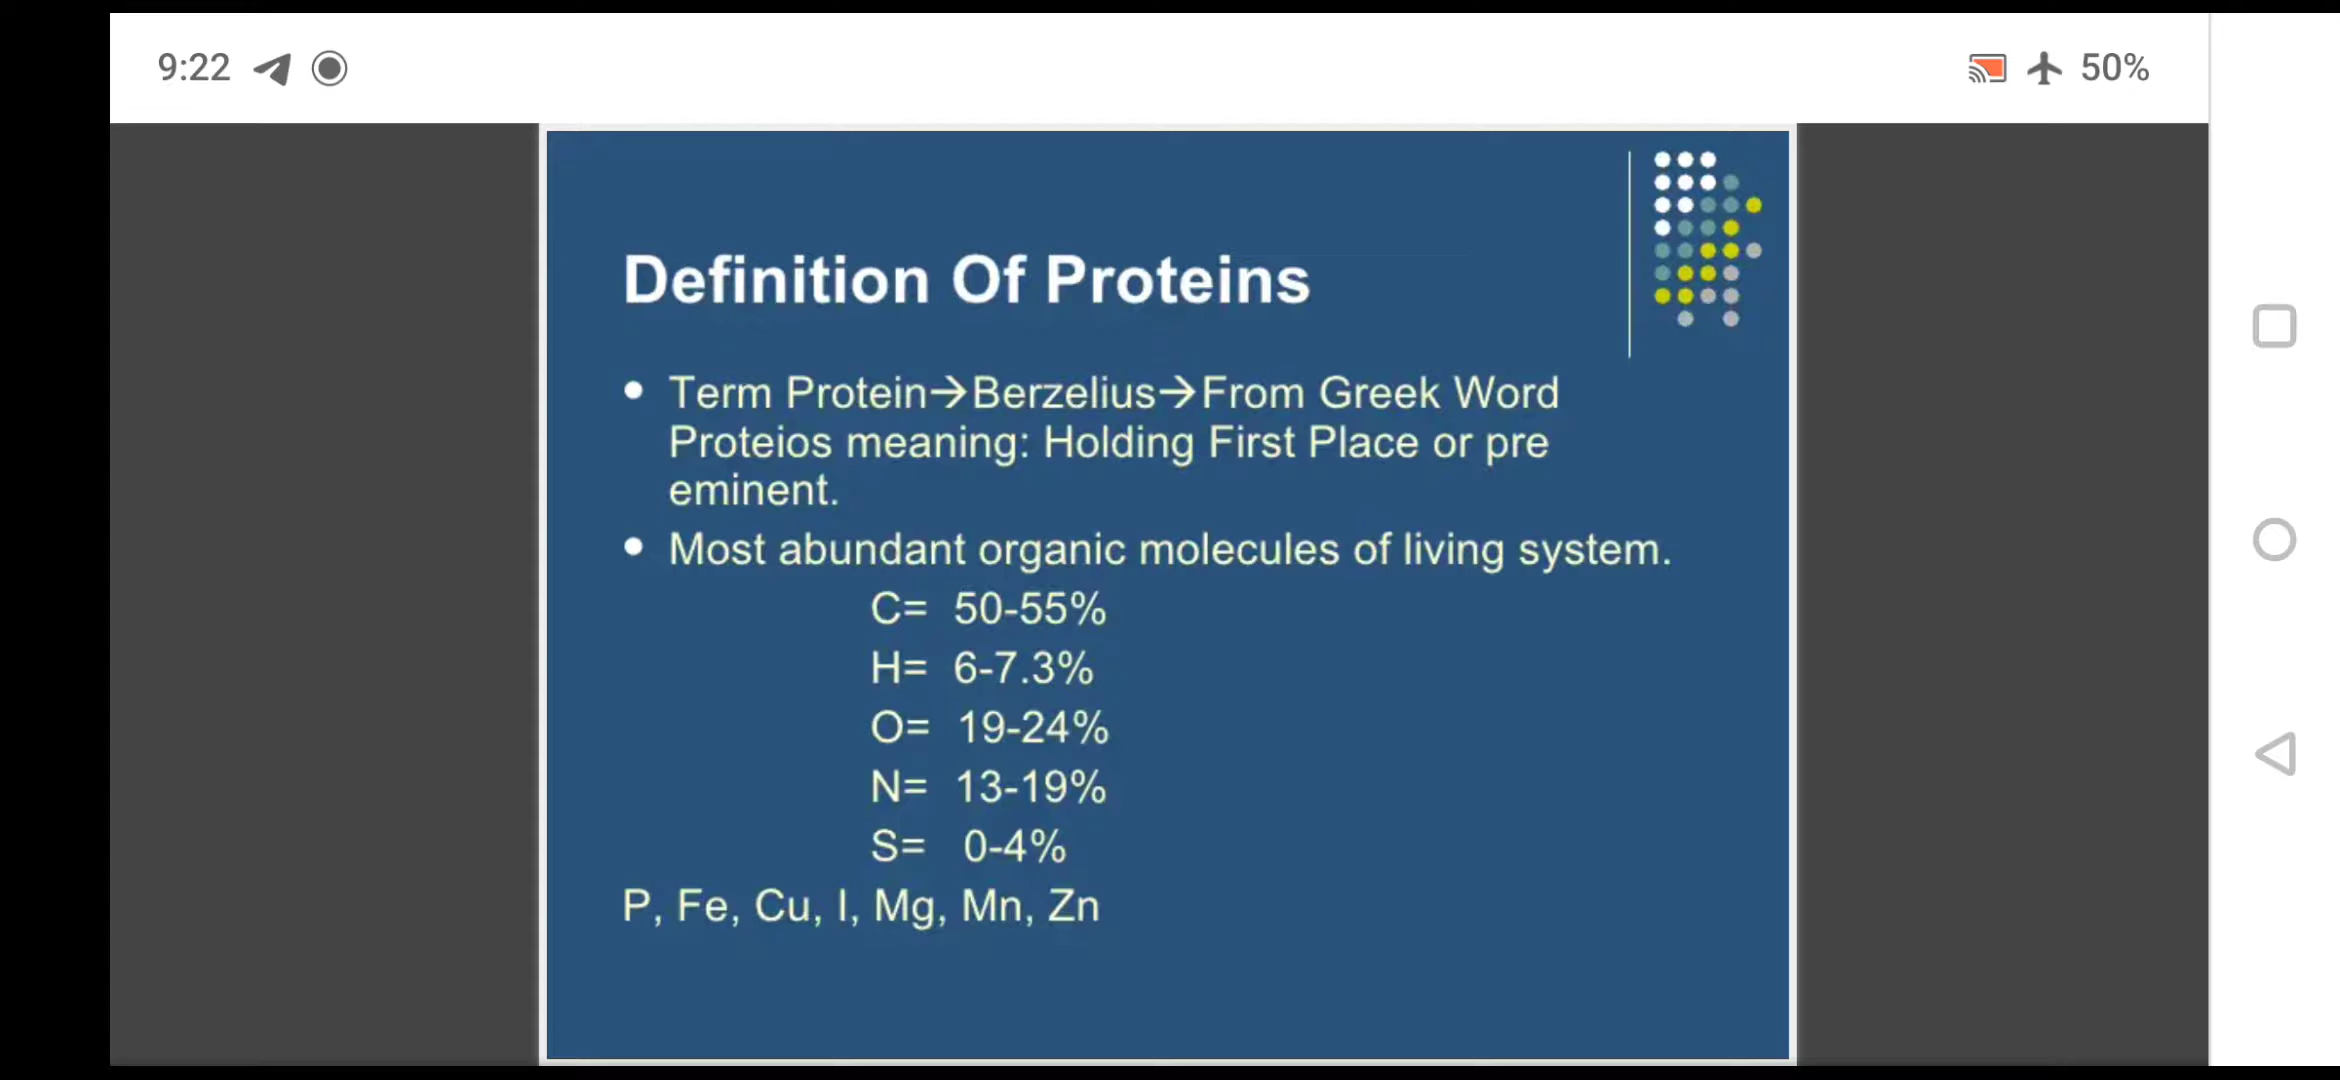 9:22
50%
Definition Of Proteins
• Term Protein→Berzelius→From Greek Word
Proteios meaning: Holding First Place or pre
eminent.
• Most abundant organic molecules of living system.
C= 50-55%
H= 6-7.3%
O= 19-24%
N= 13-19%
S= 0-4%
P, Fe, Cu, I, Mg, Mn, Zn